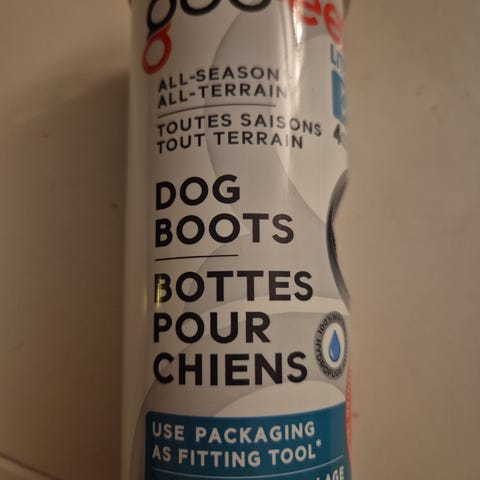 ALL-SEASON
ALL-TERRAIN
TOUTES SAISONS
TOUT TERRAIN
DOG
BOOTS
BOTTES
POUR
CHIENS
USE PACKAGING
AS FITTING TOOL*